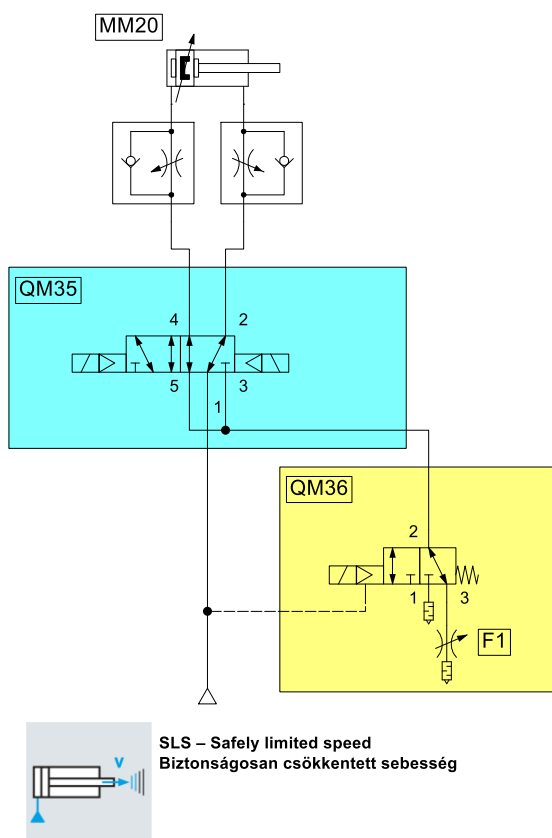 MM20
QM35
4 2
5 3
1
QM36
2
1 3
F1
v
SLS – Safely limited speed
Biztonságosan csökkentett sebesség